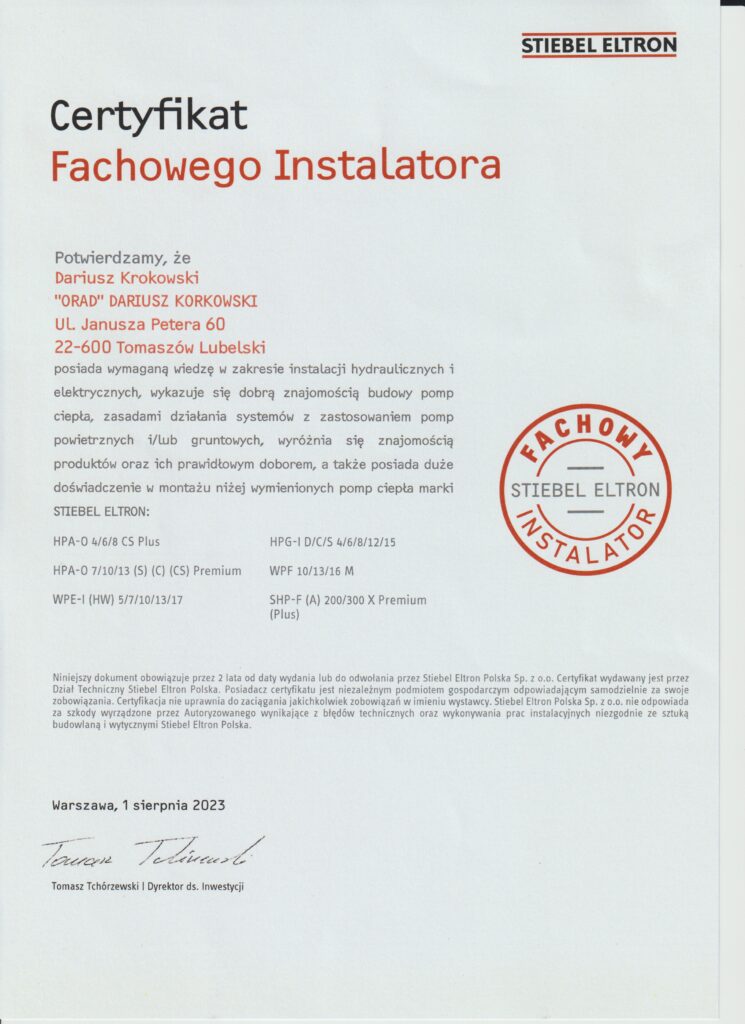 STIEBEL ELTRON
Certyfikat
Fachowego Instalatora
Potwierdzamy, że
Dariusz Krokowski
"ORAD" DARIUSZ KORKOWSKI
Ul. Janusza Petera 60
22-600 Tomaszów Lubelski
posiada wymaganą wiedzę w zakresie instalacji hydraulicznych i
elektrycznych, wykazuje się dobrą znajomością budowy pomp
ciepła, zasadami działania systemów z zastosowaniem pomp
powietrznych i/lub gruntowych, wyróżnia się znajomością
produktów oraz ich prawidłowym doborem, a także posiada duże
doświadczenie w montażu niżej wymienionych pomp ciepła marki
STIEBEL ELTRON:
FACHOWY
STIEBEL ELTRON
INSTALATOR
HPA-O 4/6/8 CS Plus
HPG-I D/C/S 4/6/8/12/15
HPA-O 7/10/13 (S) (C) (CS) Premium
WPF 10/13/16 M
WPE-I (HW) 5/7/10/13/17
SHP-F (A) 200/300 X Premium
(Plus)
Niniejszy dokument obowiązuje przez 2 lata od daty wydania lub do odwołania przez Stiebel Eltron Polska Sp. z o.o. Certyfikat wydawany jest przez
Dział Techniczny Stiebel Eltron Polska. Posiadacz certyfikatu jest niezależnym podmiotem gospodarczym odpowiadającym samodzielnie za swoje
zobowiązania. Certyfikacja nie uprawnia do zaciągania jakichkolwiek zobowiązań w imieniu wystawcy. Stiebel Eltron Polska Sp. z o.o. nie odpowiada
za szkody wyrządzone przez Autoryzowanego wynikające z błędów technicznych oraz wykonywania prac instalacyjnych niezgodnie ze sztuką
budowlaną i wytycznymi Stiebel Eltron Polska.
Warszawa, 1 sierpnia 2023
Tomasz Tchórzewski | Dyrektor ds. Inwestycji